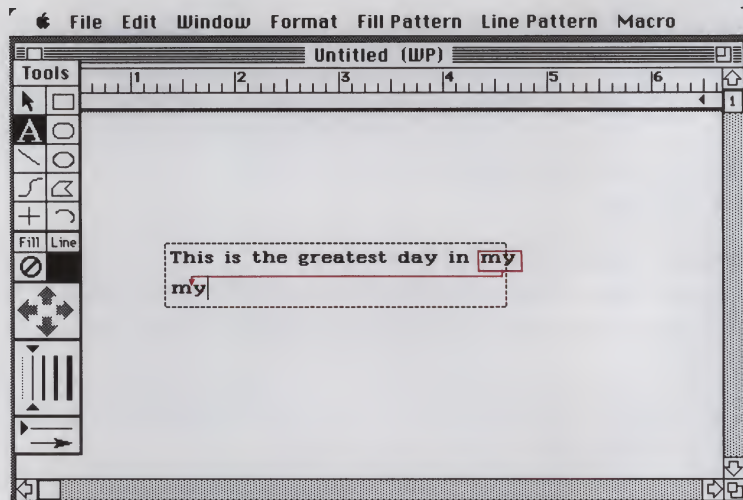 File Edit Window Format Fill Pattern Line Pattern Macro
Untitled (WP)
Tools
1 2 3 4 5 6
1
A
Fill Line
This is the greatest day in my
my